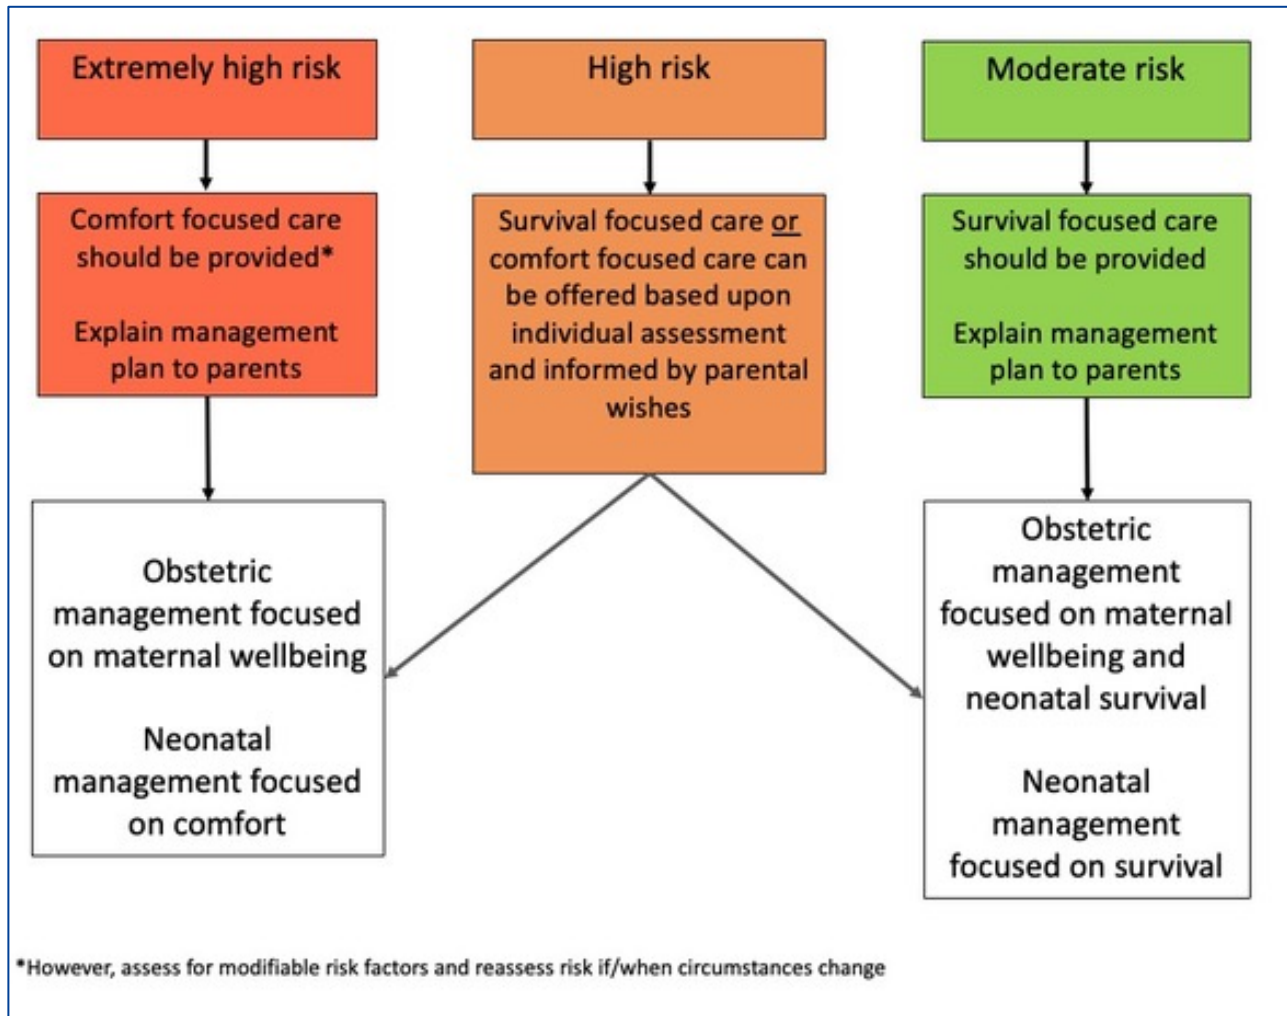 Extremely high risk
High risk
Moderate risk
Comfort focused care
should be provided*
Explain management
plan to parents
Survival focused care or
comfort focused care can
be offered based upon
individual assessment
and informed by parental
wishes
Survival focused care
should be provided
Explain management
plan to parents
Obstetric
management focused
on maternal wellbeing
Neonatal
management focused
on comfort
Obstetric
management
focused on maternal
wellbeing and
neonatal survival
Neonatal
management
focused on survival
*However, assess for modifiable risk factors and reassess risk if/when circumstances change